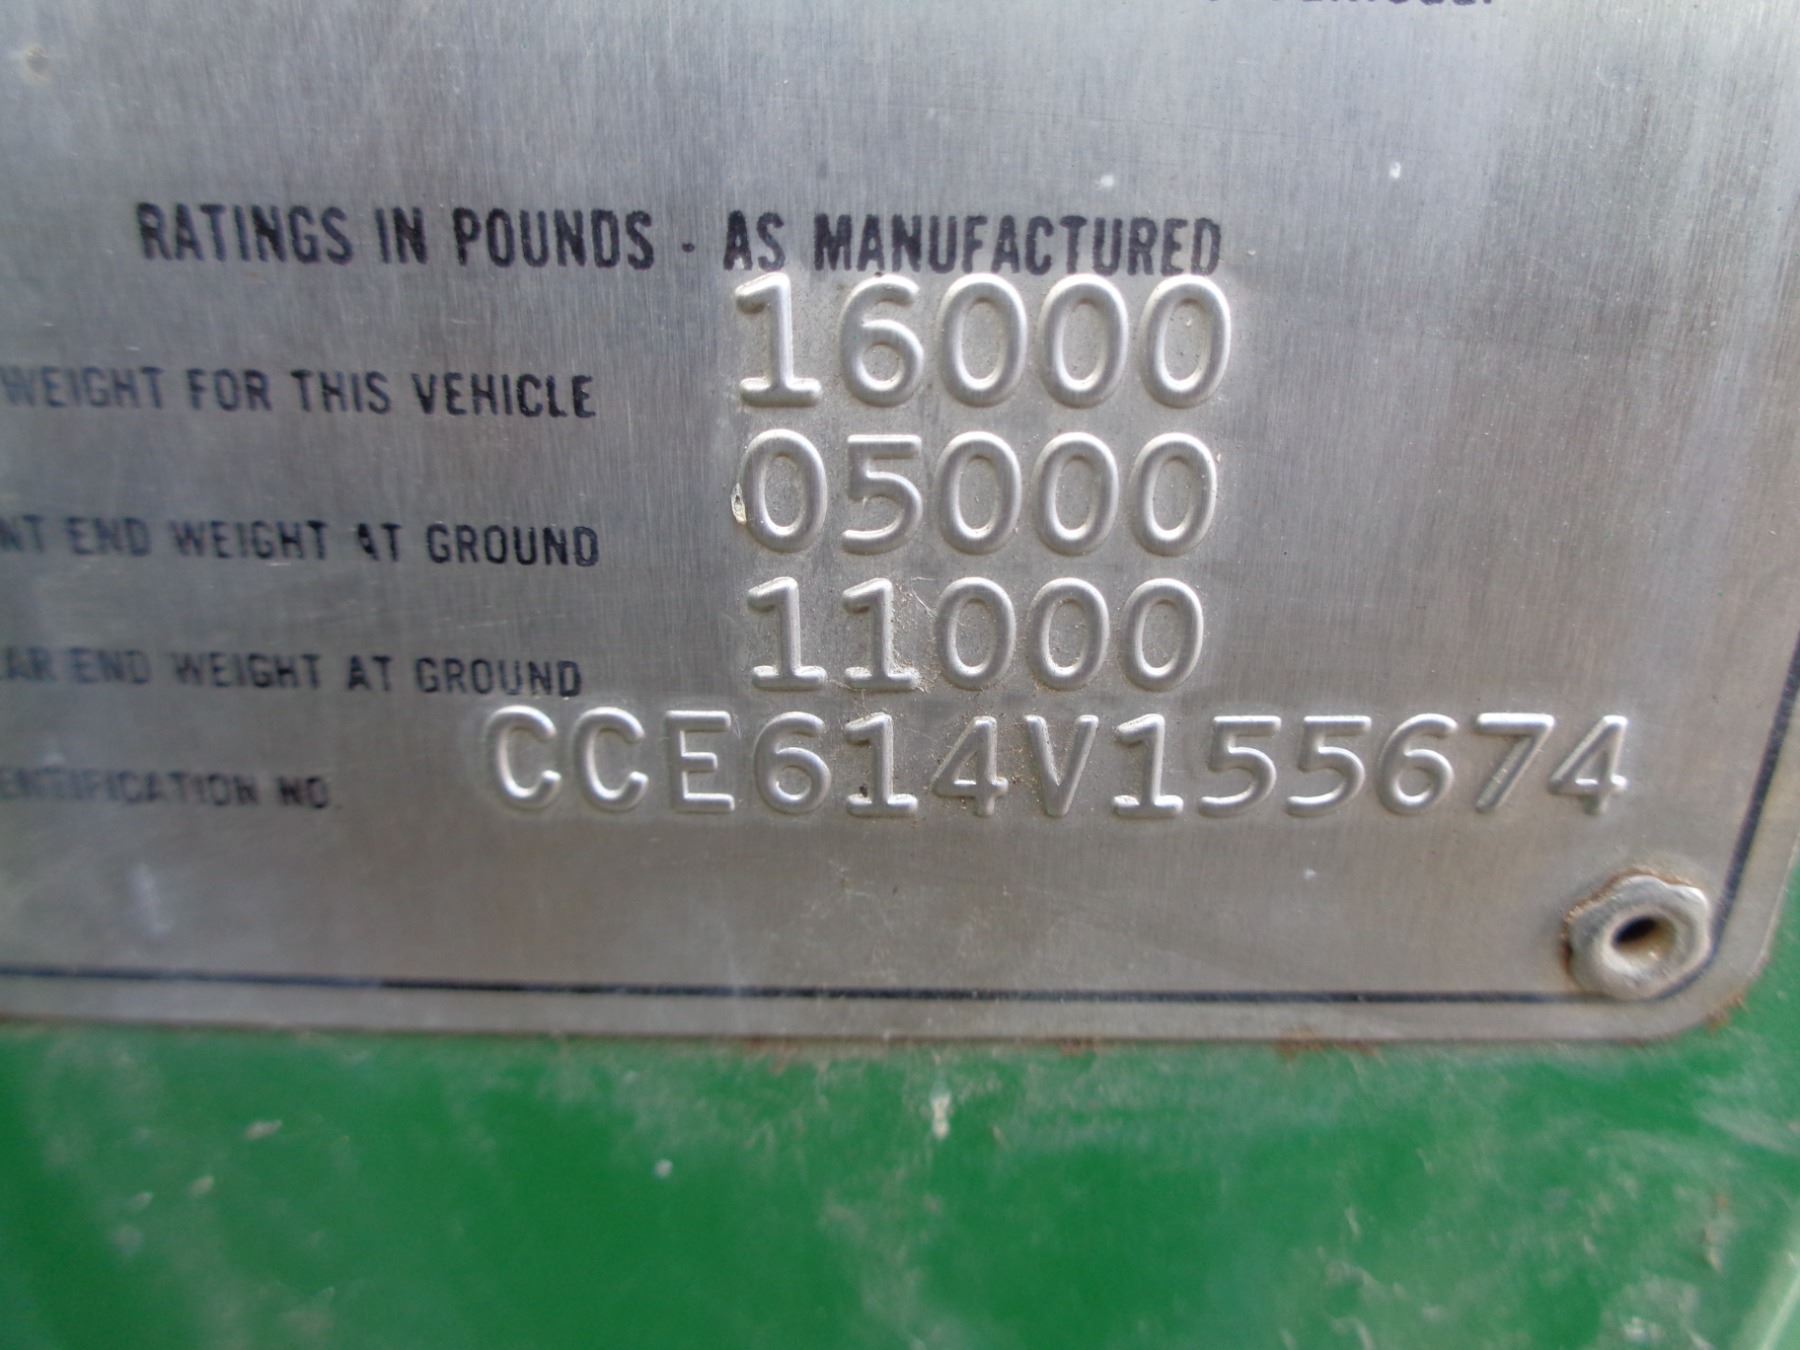 RATINGS IN POUNDS - AS MANUFACTURED
16000
WEIGHT FOR THIS VEHICLE
05000
END WEIGHT AT GROUND
11000
END WEIGHT AT GROUND
CCE614V155674
NO.